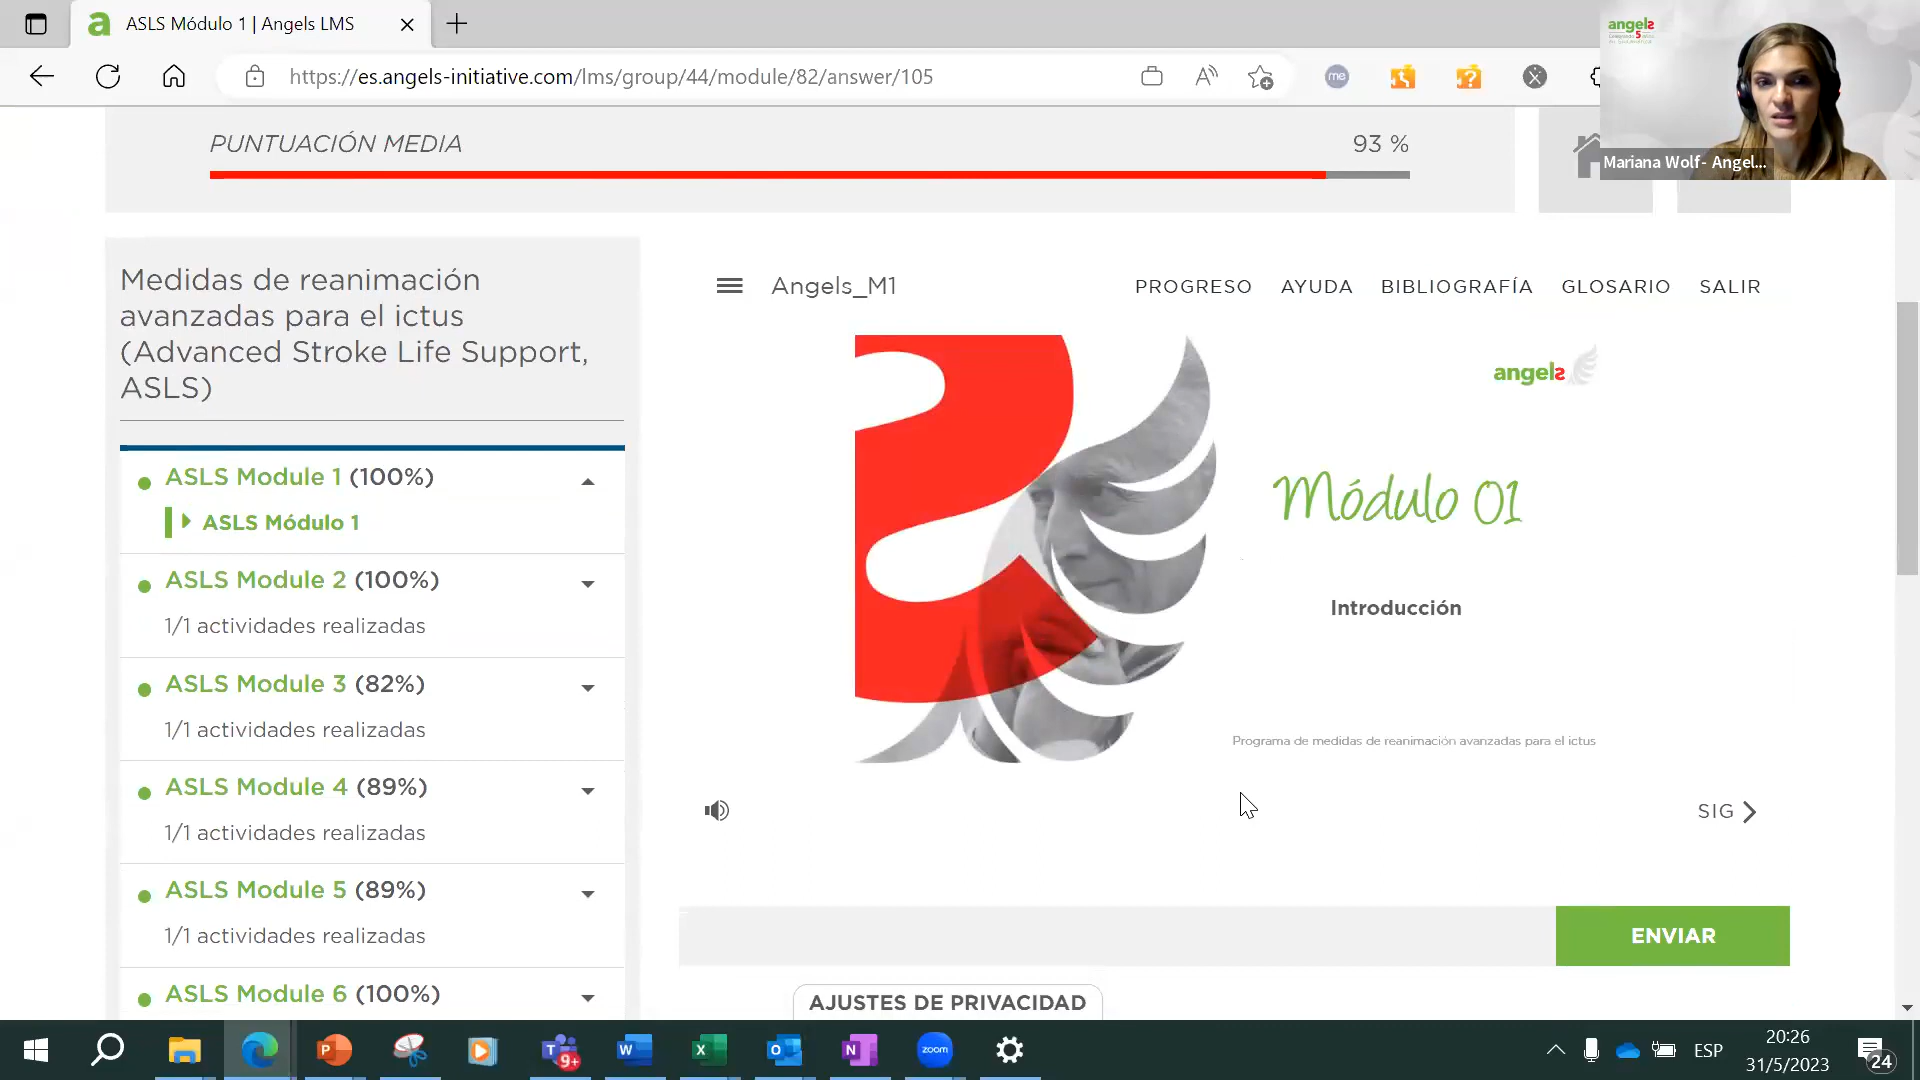 ASLS Módulo 1 | Angels LMS
https://es.angels-initiative.com/lms/group/44/module/82/answer/105
me
angels
5
Mariana Wolf- Angel...
PUNTUACIÓN MEDIA
93 %
Medidas de reanimación
avanzadas para el ictus
(Advanced Stroke Life Support,
ASLS)
ASLS Module 1 (100%)
ASLS Módulo 1
ASLS Module 2 (100%)
1/1 actividades realizadas
ASLS Module 3 (82%)
1/1 actividades realizadas
ASLS Module 4 (89%)
1/1 actividades realizadas
ASLS Module 5 (89%)
1/1 actividades realizadas
ASLS Module 6 (100%)
Angels_M1
PROGRESO AYUDA BIBLIOGRAFÍA GLOSARIO SALIR
angels
Módulo 01
Introducción
Programa de medidas de reanimación avanzadas para el ictus
SIG
ENVIAR
AJUSTES DE PRIVACIDAD
9+
zoom
ESP
20:26
31/5/2023
24